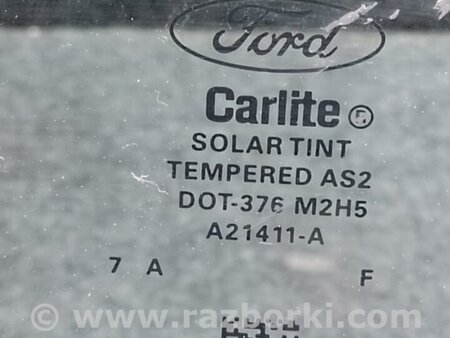 Ford
Carlite
SOLAR TINT
TEMPERED AS2
DOT-376 M2H5
A21411-A
7 A F
www.razborki.com